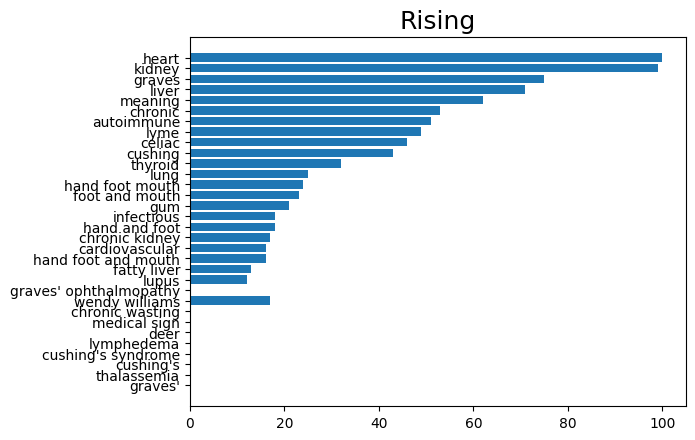 Rising
heart
kidney
graves
liver
meaning
chronic
autoimmune
lyme
celiac
cushing
thyroid
lung
hand foot mouth
foot and mouth
gum
infectious
hand and foot
chronic kidney
cardiovascular
hand foot and mouth
fatty liver
lupus
graves' ophthalmopathy
wendy williams
chronic wasting
medical sign
deer
lymphedema
cushing's syndrome
cushing's
thalassemia
graves'
0 20 40 60 80 100